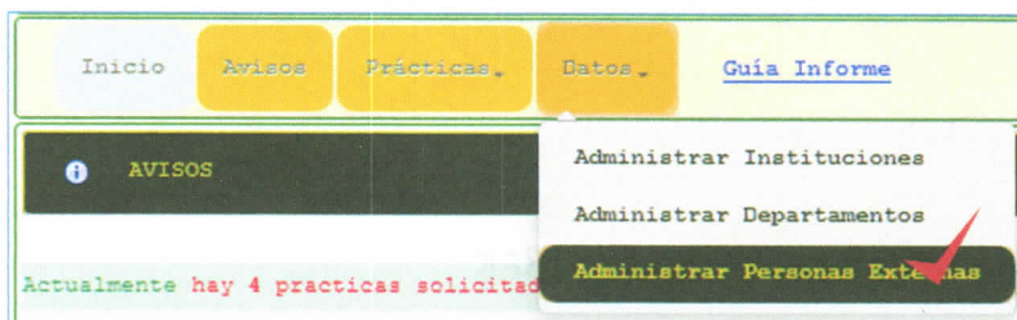 Inicio Avisos Prácticas Datos Guía Informe
AVISOS
Administrar Instituciones
Administrar Departamentos
Administrar Personas Externas
Actualmente hay 4 practicas solicitad